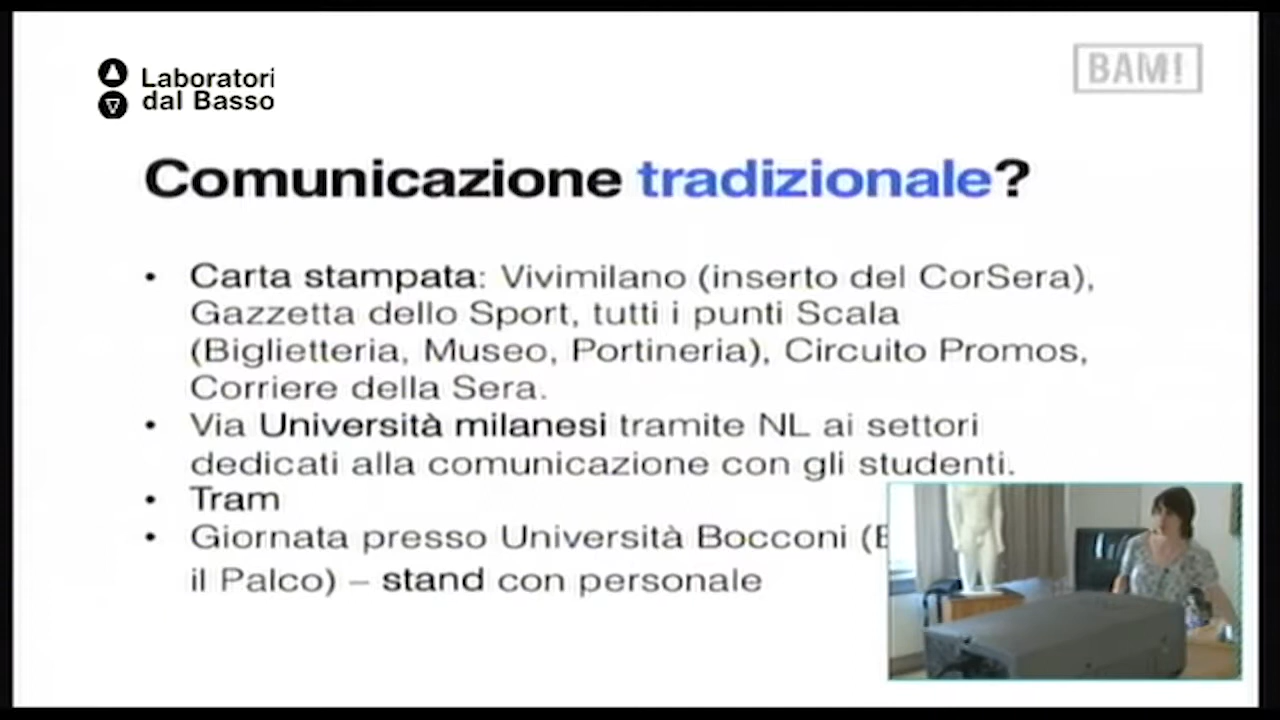 Laboratori
dal Basso
BAM!
Comunicazione tradizionale?
• Carta stampata: Vivimilano (inserto del CorSera),
Gazzetta dello Sport, tutti i punti Scala
(Biglietteria, Museo, Portineria), Circuito Promos,
Corriere della Sera.
• Via Università milanesi tramite NL ai settori
dedicati alla comunicazione con gli studenti.
• Tram
• Giornata presso Università Bocconi (
il Palco) – stand con personale